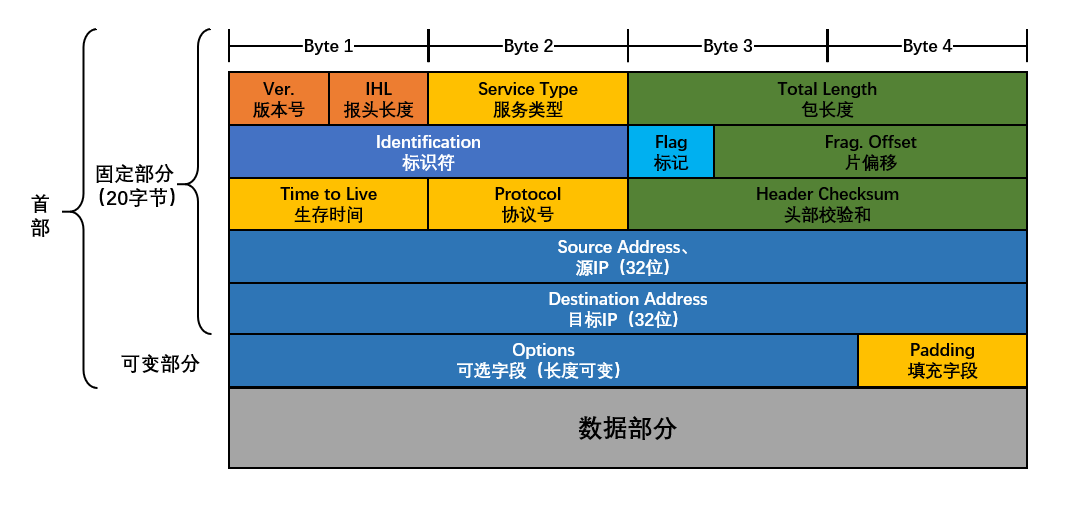 Byte 1 Byte 2 Byte 3 Byte 4
Ver. IHL Service Type Total Length
版本号 报头长度 服务类型 包长度
Identification Flag Frag. Offset
标识符 标记 片偏移
固定部分
（20字节）
Time to Live Protocol Header Checksum
生存时间 协议号 头部校验和
首
部
Source Address、
源IP（32位）
Destination Address
目标IP（32位）
可变部分
Options Padding
可选字段（长度可变） 填充字段
数据部分